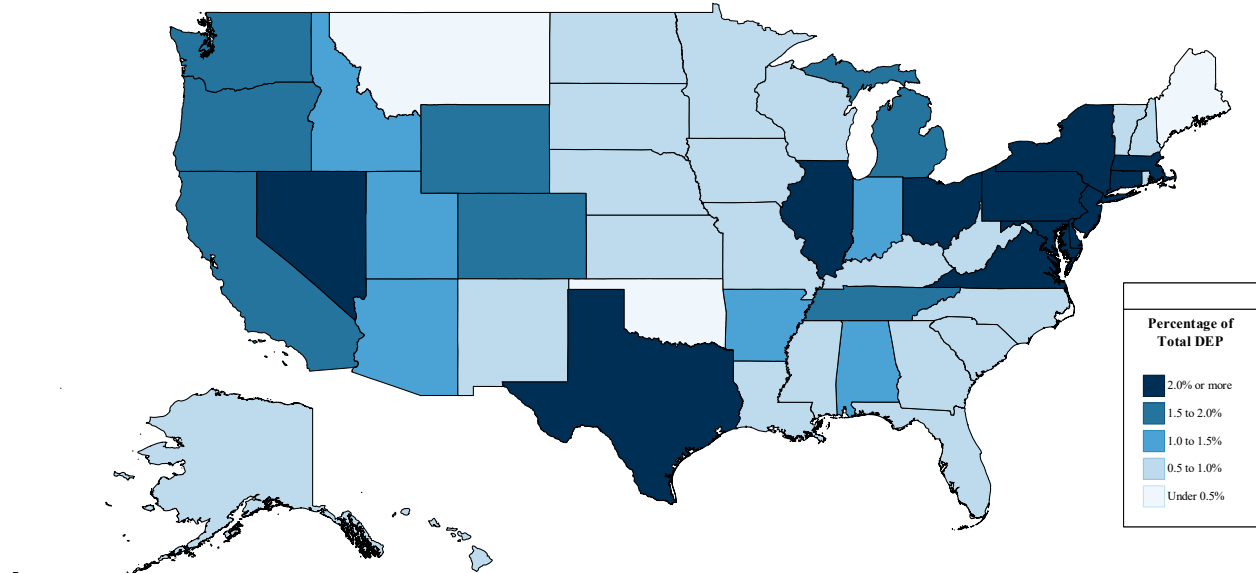 Percentage of
Total DEP
2.0% or more
1.5 to 2.0%
1.0 to 1.5%
0.5 to 1.0%
Under 0.5%